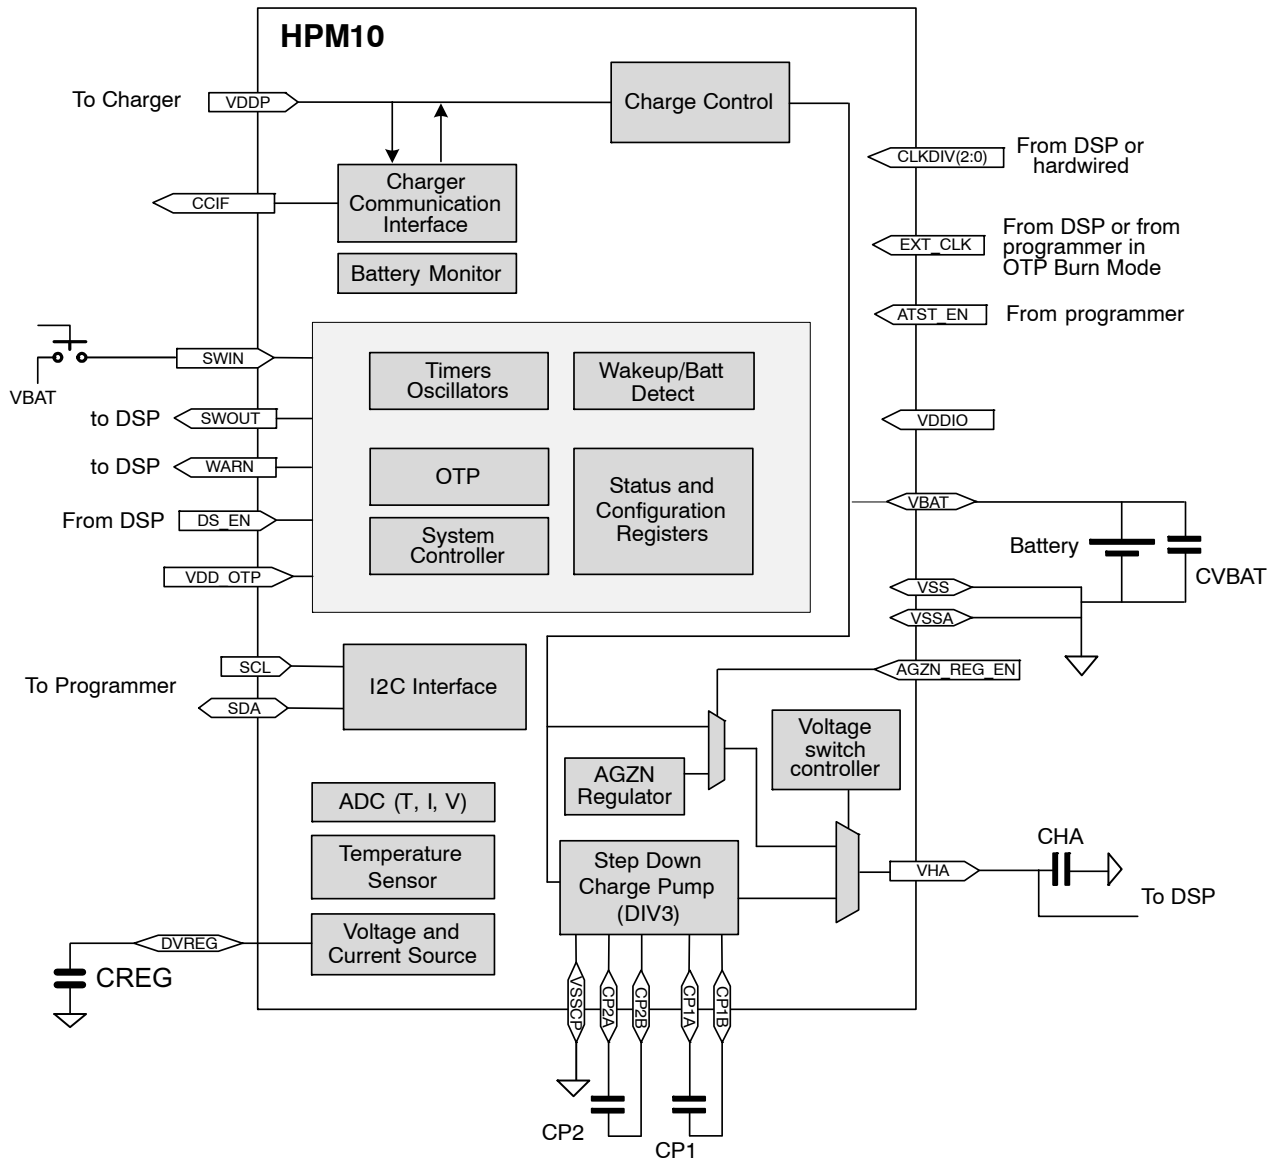 HPM10
To Charger
VDDP
Charge Control
CLKDIV(2:0)
From DSP or
hardwired
CCIF
Charger
Communication
Interface
EXT_CLK
From DSP or from
programmer in
OTP Burn Mode
Battery Monitor
ATST_EN
From programmer
SWIN
VBAT
Timers
Oscillators
Wakeup/Batt
Detect
to DSP
SWOUT
VDDIO
to DSP
WARN
OTP
Status and
Configuration
Registers
VBAT
From DSP
DS_EN
System
Controller
Battery
CVBAT
VDD_OTP
VSS
VSSA
To Programmer
SCL
SDA
I2C Interface
AGZN_REG_EN
Voltage
switch
controller
AGZN
Regulator
ADC (T, I, V)
Temperature
Sensor
Step Down
Charge Pump
(DIV3)
VHA
CHA
To DSP
Voltage and
Current Source
DVREG
CREG
VSSCP
CP2A
CP2B
CP1A
CP1B
CP2
CP1